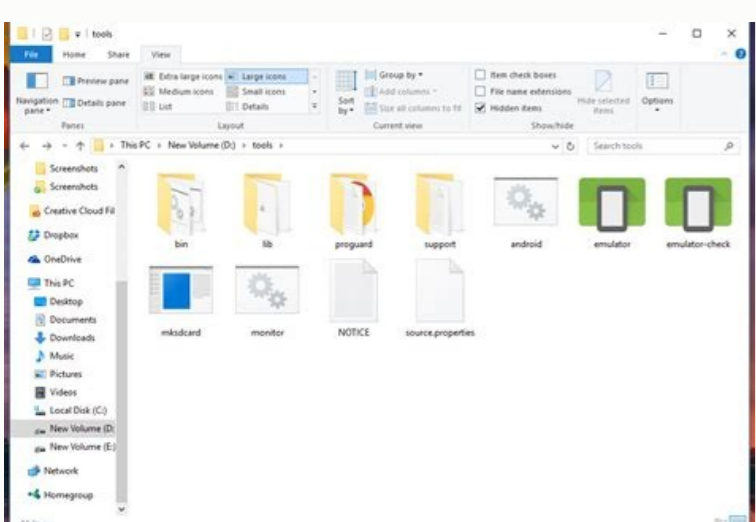 tools
File Home Share View
Navigation pane
Preview pane
Details pane
Extra large icons Large icons
Medium icons Small icons
List Details
Sort by
Group by
Add columns
Size all columns to fit
Item check boxes
File name extensions
Hidden items
Hide selected items
Options
Panes Layout Current view Show/hide
This PC New Volume (D:) tools
Search tools
Screenshots
Screenshots
Creative Cloud Fil
Dropbox
OneDrive
This PC
Desktop
Documents
Downloads
Music
Pictures
Videos
Local Disk (C:)
New Volume (D:
New Volume (E:)
Network
Homegroup
bin lib proguard support android emulator emulator-check
mksdcard monitor NOTICE source.properties